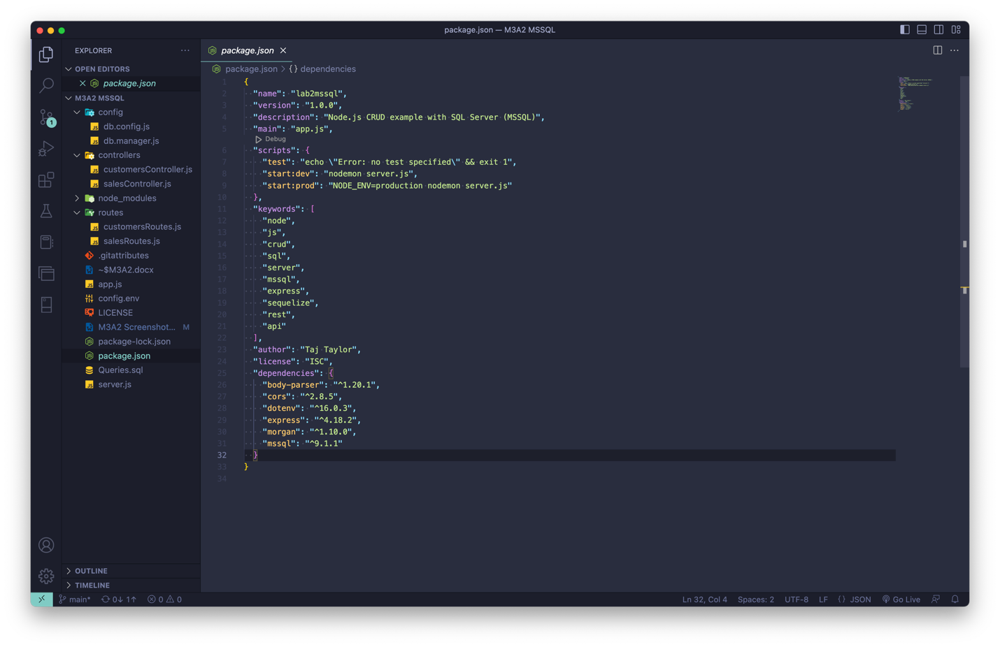 package.json — M3A2 MSSQL
EXPLORER
package.json
OPEN EDITORS
package.json
package.json > {} dependencies
M3A2 MSSQL
config
db.config.js
db.manager.js
controllers
customersController.js
salesController.js
node_modules
routes
customersRoutes.js
salesRoutes.js
.gitattributes
~$M3A2.docx
app.js
config.env
LICENSE
M3A2 Screenshot... M
package-lock.json
package.json
Queries.sql
server.js
OUTLINE
TIMELINE
1
1 {
2 "name": "lab2mssql",
3 "version": "1.0.0",
4 "description": "Node.js CRUD example with SQL Server (MSSQL)",
5 "main": "app.js",
Debug
6 "scripts": {
7 "test": "echo \"Error: no test specified\" && exit 1",
8 "start:dev": "nodemon server.js",
9 "start:prod": "NODE_ENV=production nodemon server.js"
10 },
11 "keywords": [
12 "node",
13 "js",
14 "crud",
15 "sql",
16 "server",
17 "mssql",
18 "express",
19 "sequelize",
20 "rest",
21 "api"
22 ],
23 "author": "Taj Taylor",
24 "license": "ISC",
25 "dependencies": {
26 "body-parser": "^1.20.1",
27 "cors": "^2.8.5",
28 "dotenv": "^16.0.3",
29 "express": "^4.18.2",
30 "morgan": "^1.10.0",
31 "mssql": "^9.1.1"
32 }
33 }
34
main* 0↓ 1↑ 0 0 Ln 32, Col 4 Spaces: 2 UTF-8 LF {} JSON Go Live